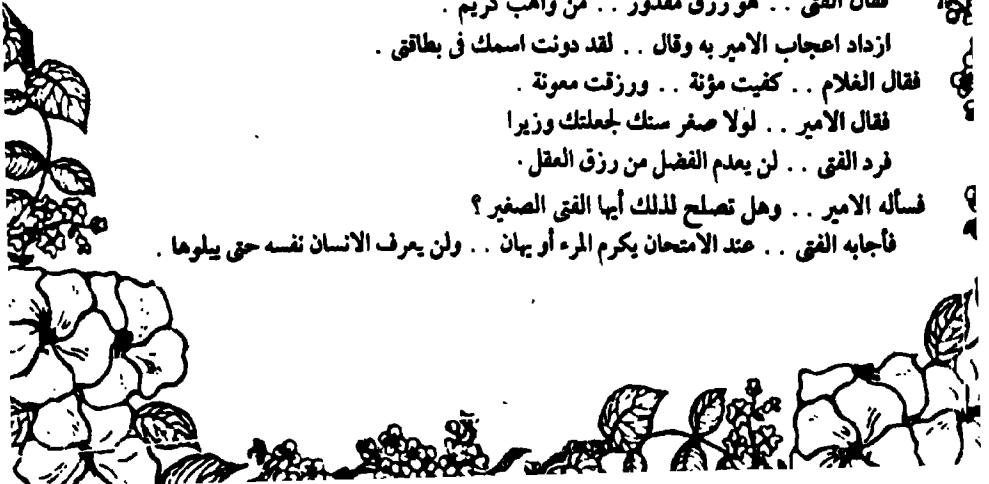 فقال الفتى . . هو رزق مقدور . . من واهب كريم .
ازداد اعجاب الامير به وقال . . لقد دونت اسمك فى بطاقتى .
فقال الغلام . . كفيت مؤنة . . ورزقت معونة .
فقال الامير . . لولا صغر سنك لجعلتك وزيرا
فرد الفتى . . لن يعدم الفضل من رزق العقل .
فسأله الامير . . وهل تصلح لذلك أيها الفتى الصغير ؟
فأجابه الفتى . . عند الامتحان يكرم المرء أو يهان . . ولن يعرف الانسان نفسه حتى يبلوها .